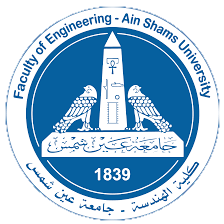 Faculty of Engineering - Ain Shams University
جامعة عين شمس
1839
كلية الهندسة - جامعة عين شمس